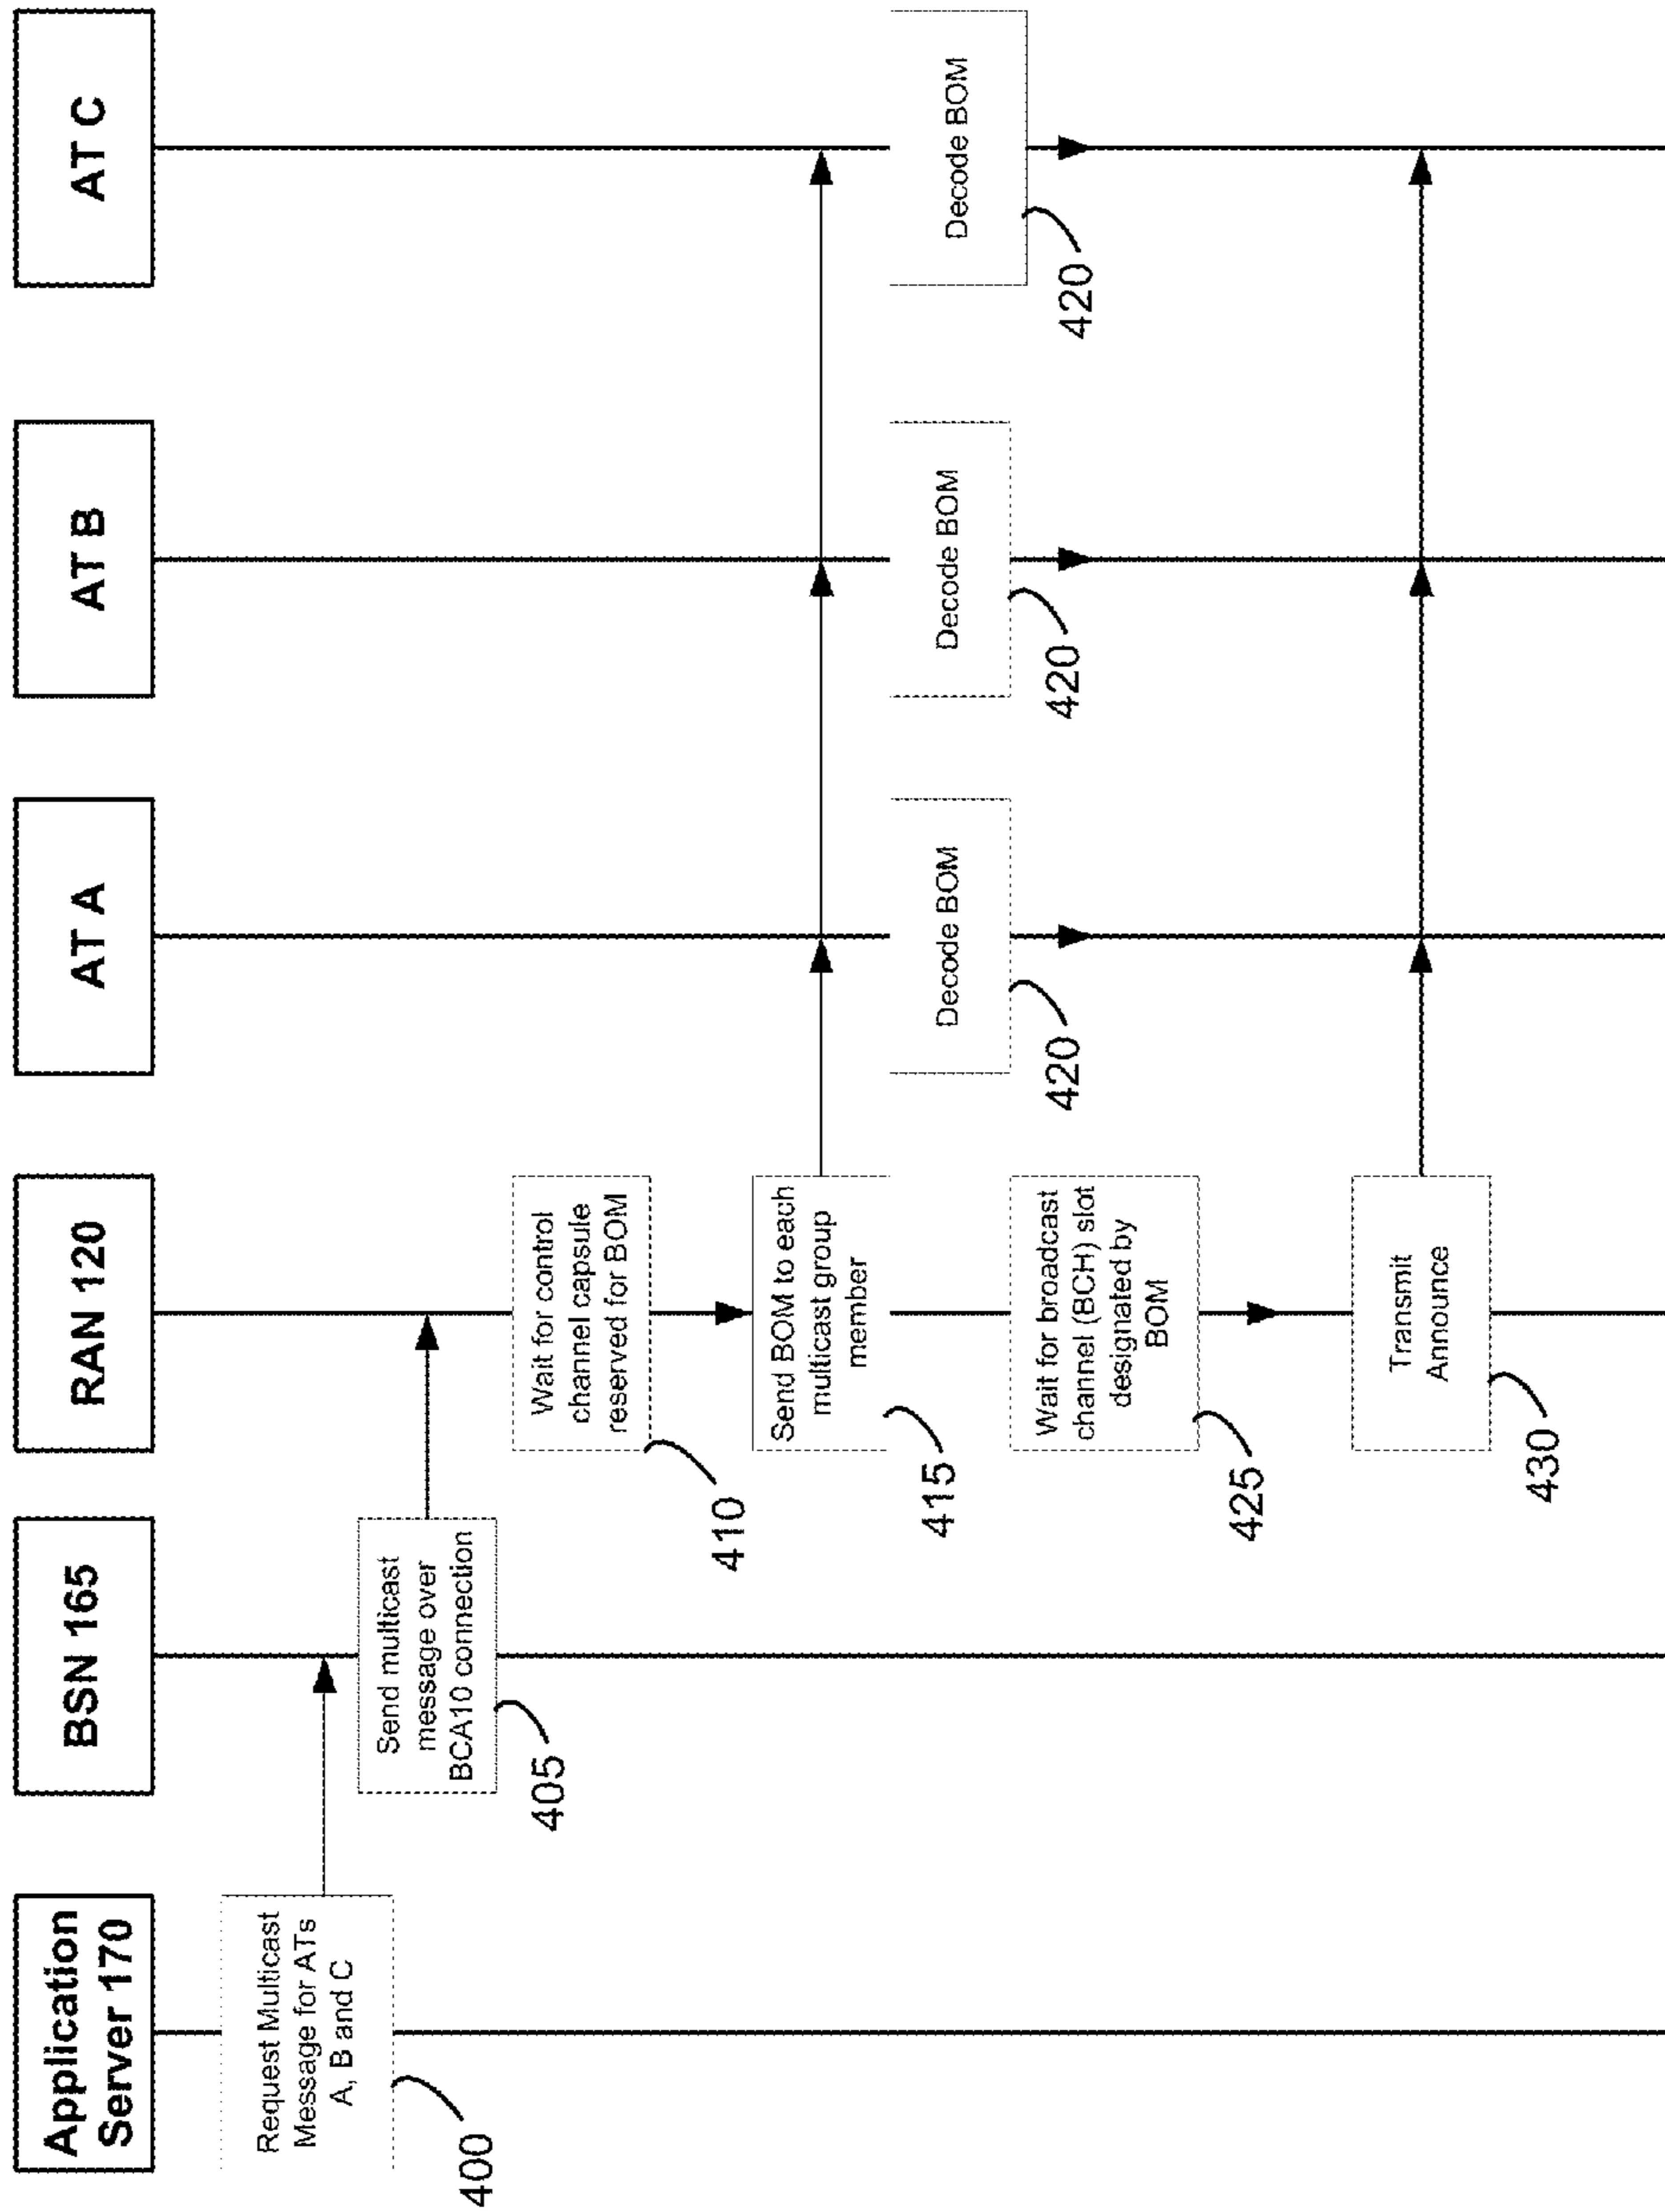 Application
Server 170
BSN 165
RAN 120
AT A
AT B
AT C
Request Multicast
Message for ATs
A, B and C
400
Send multicast
message over
BCA10 connection
405
Wait for control
channel capsule
reserved for BOM
410
Send BOM to each
multicast group
member
415
Decode BOM
420
Decode BOM
420
Decode BOM
420
Wait for broadcast
channel (BCH) slot
designated by
BOM
425
Transmit
Announce
430